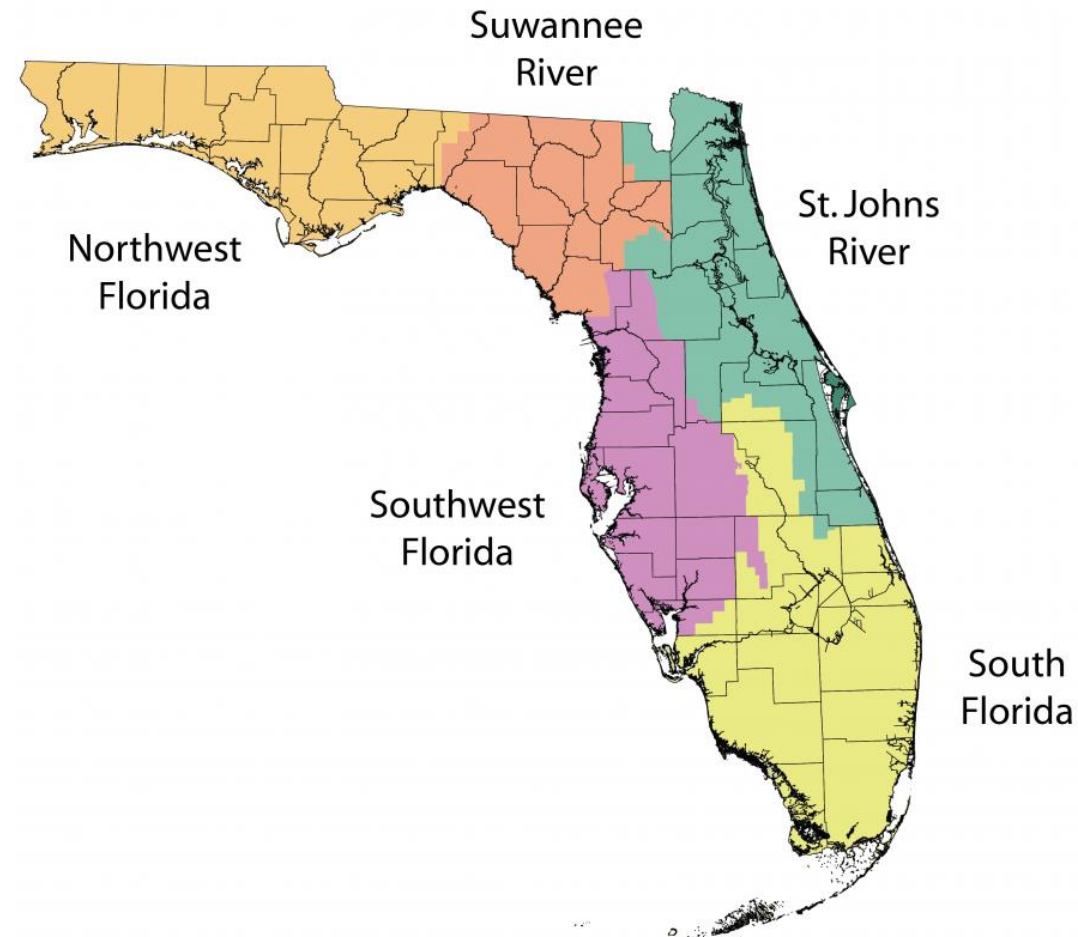 Suwannee
River
St. Johns
River
Northwest
Florida
Southwest
Florida
South
Florida